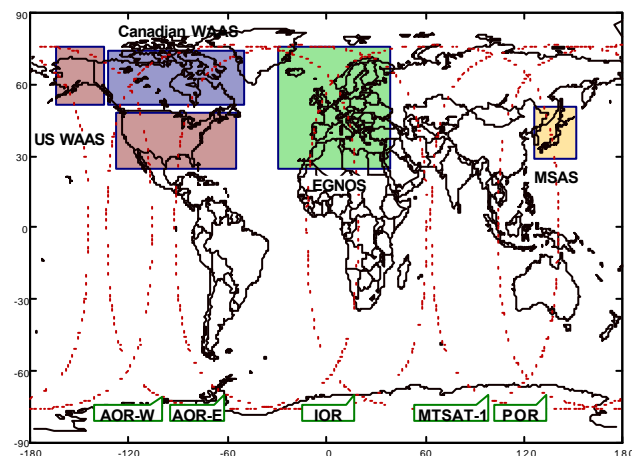 Canadian WAAS
90
60
US WAAS
30
EGNOS
MSAS
0
-30
-60
AOR-W
AOR-E
IOR
MTSAT-1
POR
-90
-180
-120
-60
0
60
120
180